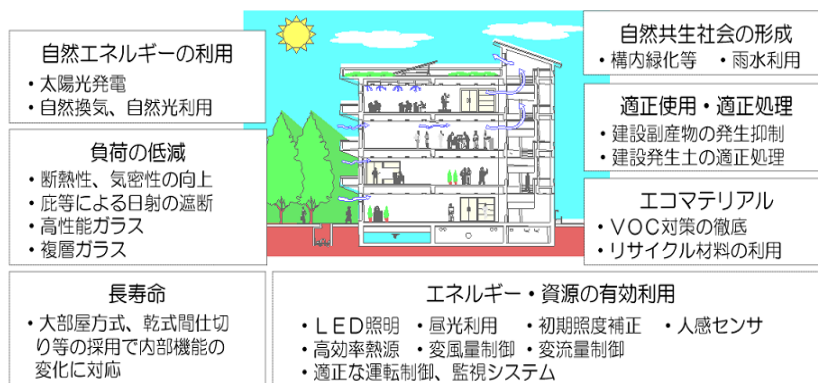 自然エネルギーの利用
・太陽光発電
・自然換気、自然光利用
負荷の低減
・断熱性、気密性の向上
・庇等による日射の遮断
・高性能ガラス
・複層ガラス
長寿命
・大部屋方式、乾式間仕切
り等の採用で内部機能の
変化に対応
自然共生社会の形成
・構内緑化等 ・雨水利用
適正使用・適正処理
・建設副産物の発生抑制
・建設発生土の適正処理
エコマテリアル
・ＶＯＣ対策の徹底
・リサイクル材料の利用
エネルギー・資源の有効利用
・ＬＥＤ照明 ・昼光利用 ・初期照度補正 ・人感センサ
・高効率熱源 ・変風量制御 ・変流量制御
・適正な運転制御、監視システム